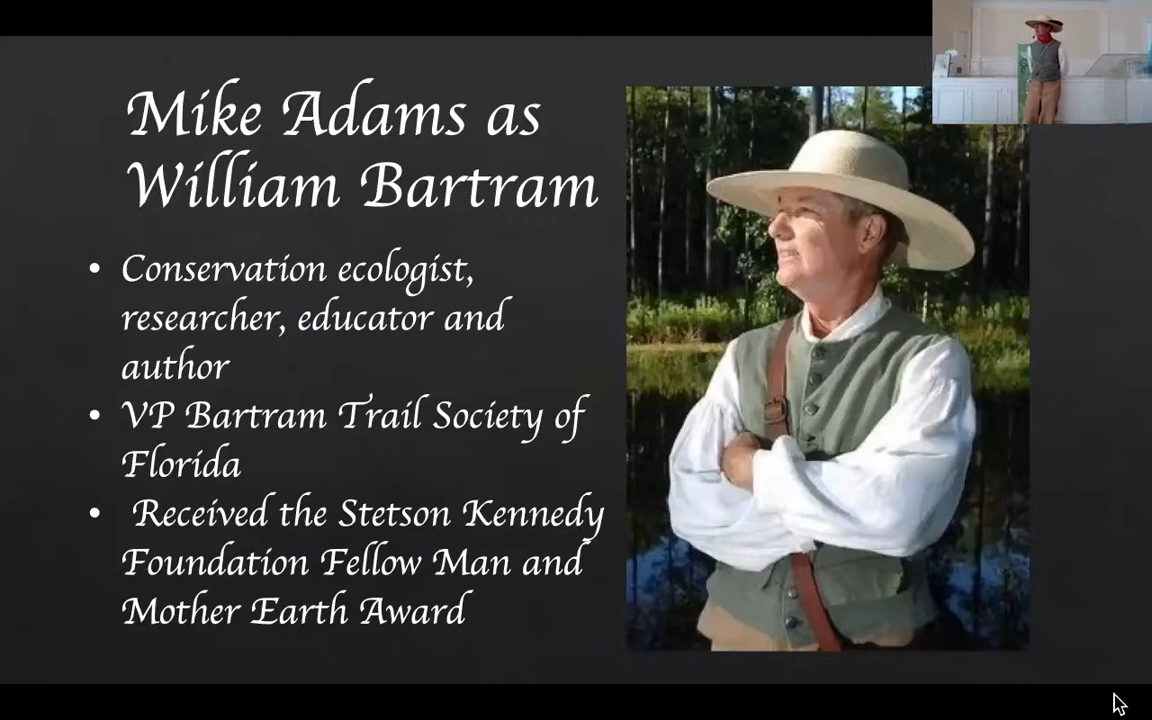 Mike Adams as
William Bartram
• Conservation ecologist,
researcher, educator and
author
• VP Bartram Trail Society of
Florida
• Received the Stetson Kennedy
Foundation Fellow Man and
Mother Earth Award